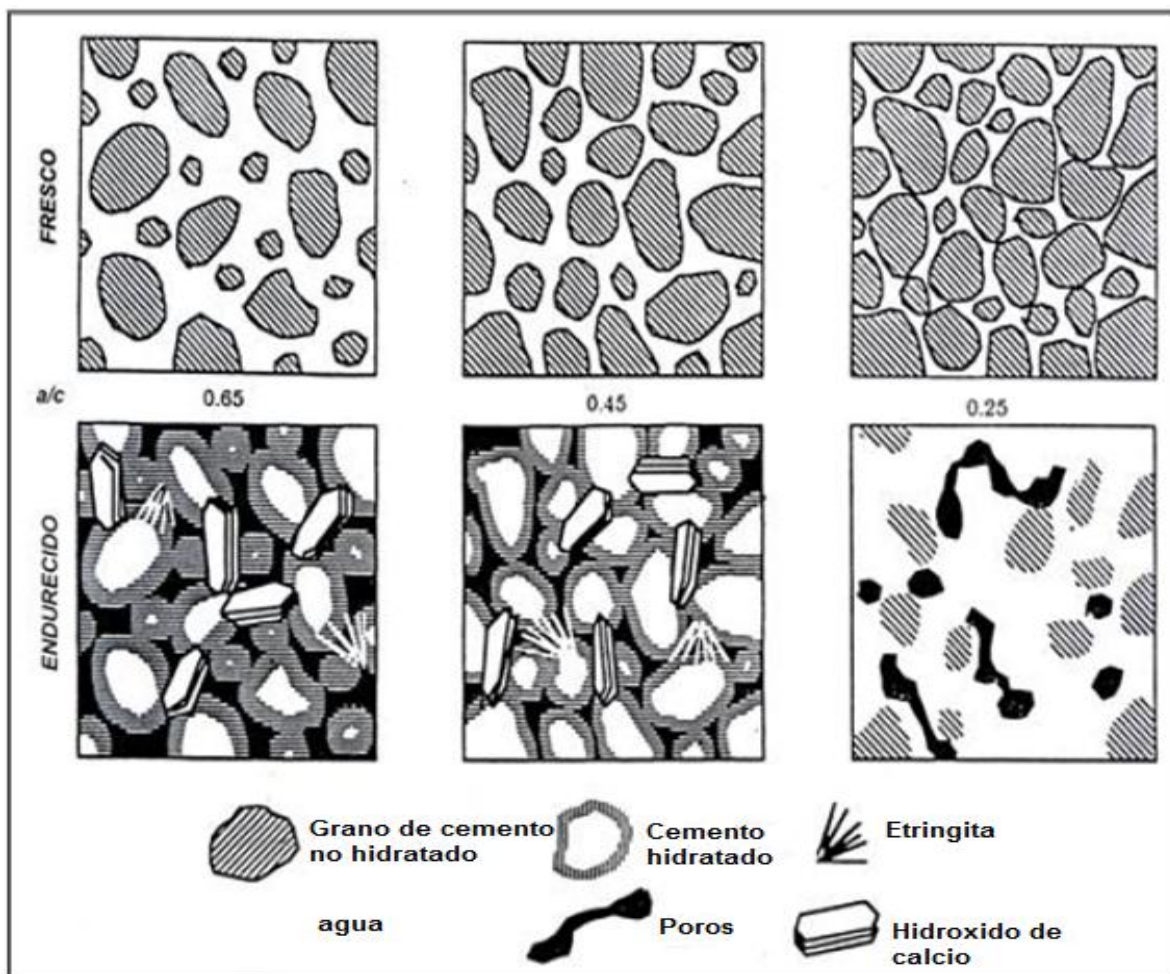 FRESCO
a/c 0.65 0.45 0.25
ENDURECIDO
Grano de cemento
no hidratado
Cemento
hidratado
Etringita
agua
Poros
Hidroxido de
calcio